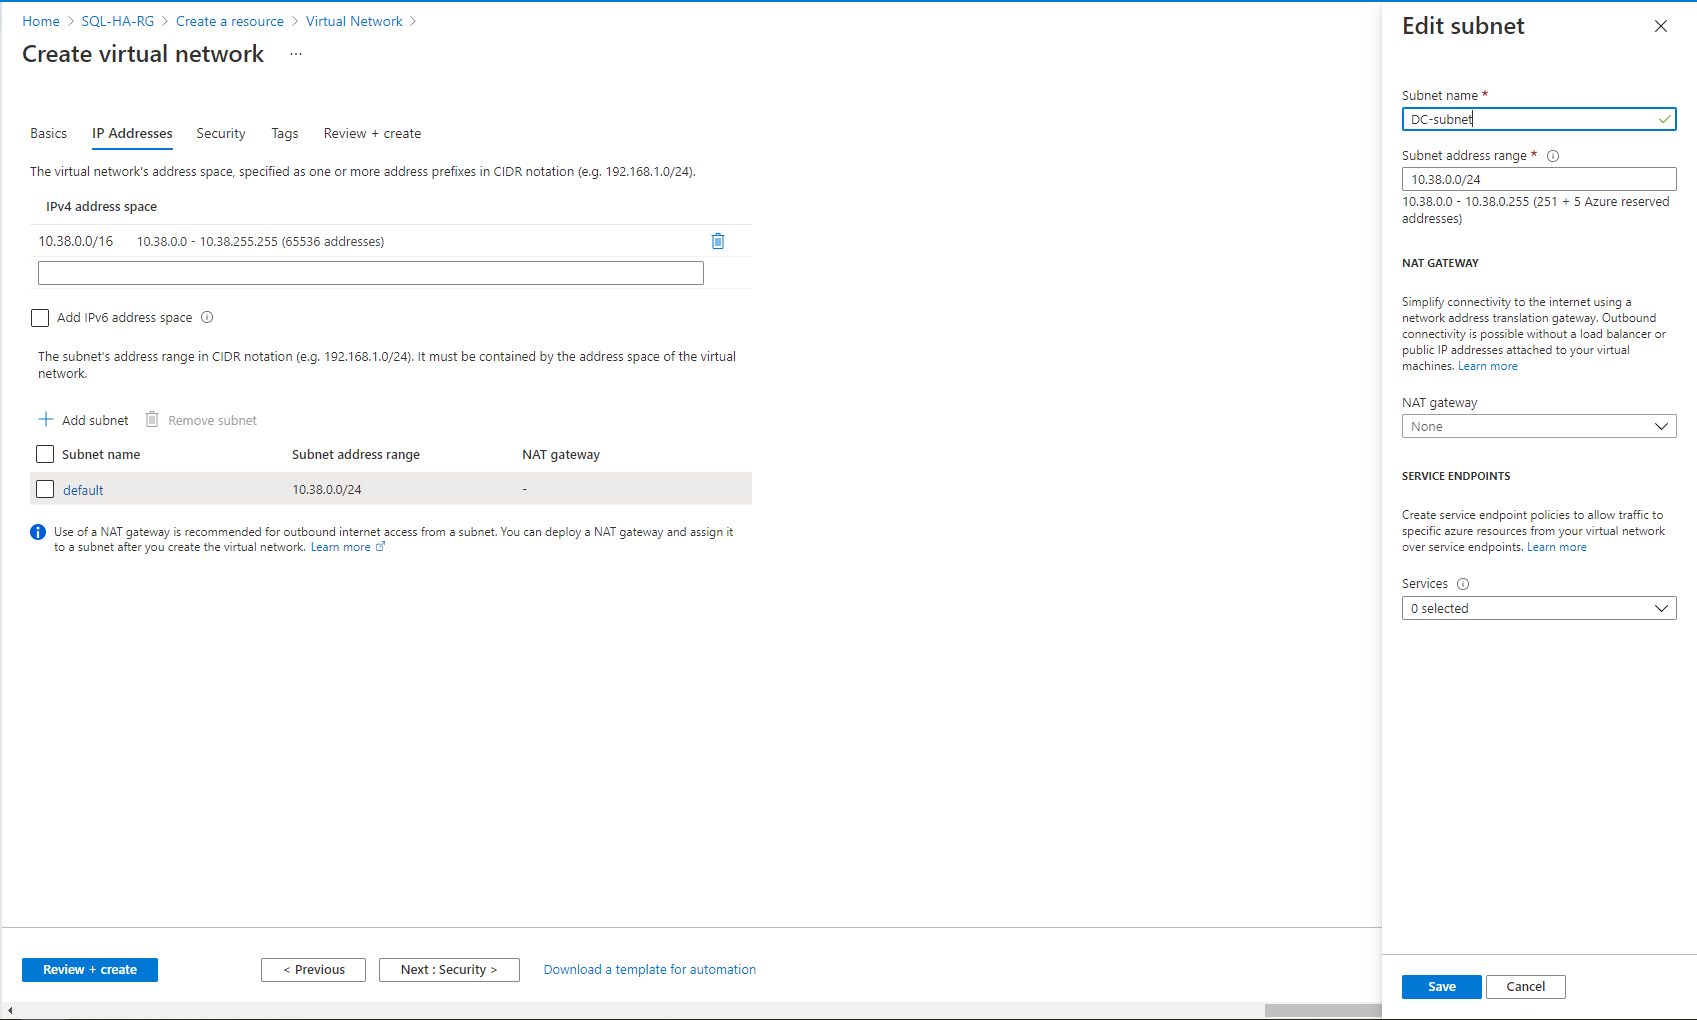 Home > SQL-HA-RG > Create a resource > Virtual Network >
Create virtual network ...
Basics IP Addresses Security Tags Review + create
The virtual network's address space, specified as one or more address prefixes in CIDR notation (e.g. 192.168.1.0/24).
IPv4 address space
10.38.0.0/16 10.38.0.0 - 10.38.255.255 (65536 addresses)
Add IPv6 address space
The subnet's address range in CIDR notation (e.g. 192.168.1.0/24). It must be contained by the address space of the virtual
network.
Add subnet Remove subnet
Subnet name Subnet address range NAT gateway
default 10.38.0.0/24 -
Use of a NAT gateway is recommended for outbound internet access from a subnet. You can deploy a NAT gateway and assign it
to a subnet after you create the virtual network. Learn more
Review + create < Previous Next : Security > Download a template for automation
Edit subnet
Subnet name *
DC-subnet
Subnet address range *
10.38.0.0/24
10.38.0.0 - 10.38.0.255 (251 + 5 Azure reserved
addresses)
NAT GATEWAY
Simplify connectivity to the internet using a
network address translation gateway. Outbound
connectivity is possible without a load balancer or
public IP addresses attached to your virtual
machines. Learn more
NAT gateway
None
SERVICE ENDPOINTS
Create service endpoint policies to allow traffic to
specific azure resources from your virtual network
over service endpoints. Learn more
Services
0 selected
Save Cancel